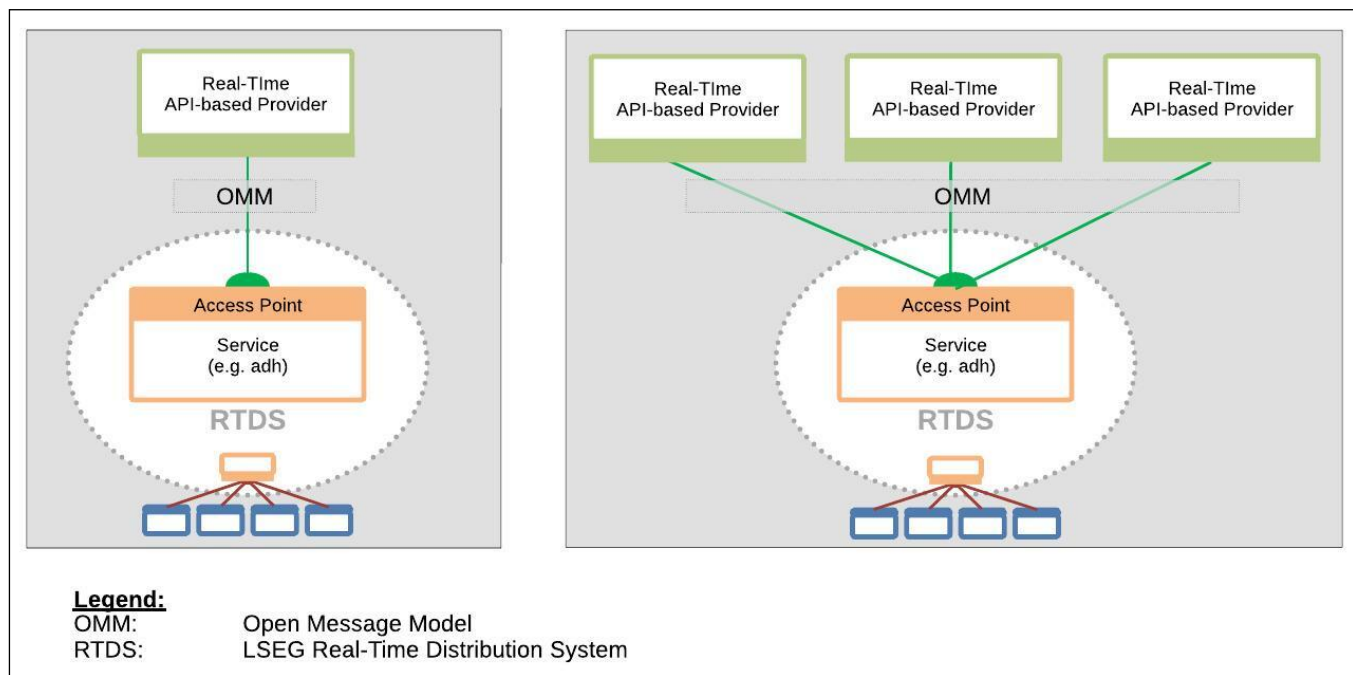 Real-TIme
API-based Provider
OMM
Access Point
Service
(e.g. adh)
RTDS
Real-TIme
API-based Provider
Real-TIme
API-based Provider
Real-TIme
API-based Provider
OMM
Access Point
Service
(e.g. adh)
RTDS
Legend:
OMM: Open Message Model
RTDS: LSEG Real-Time Distribution System